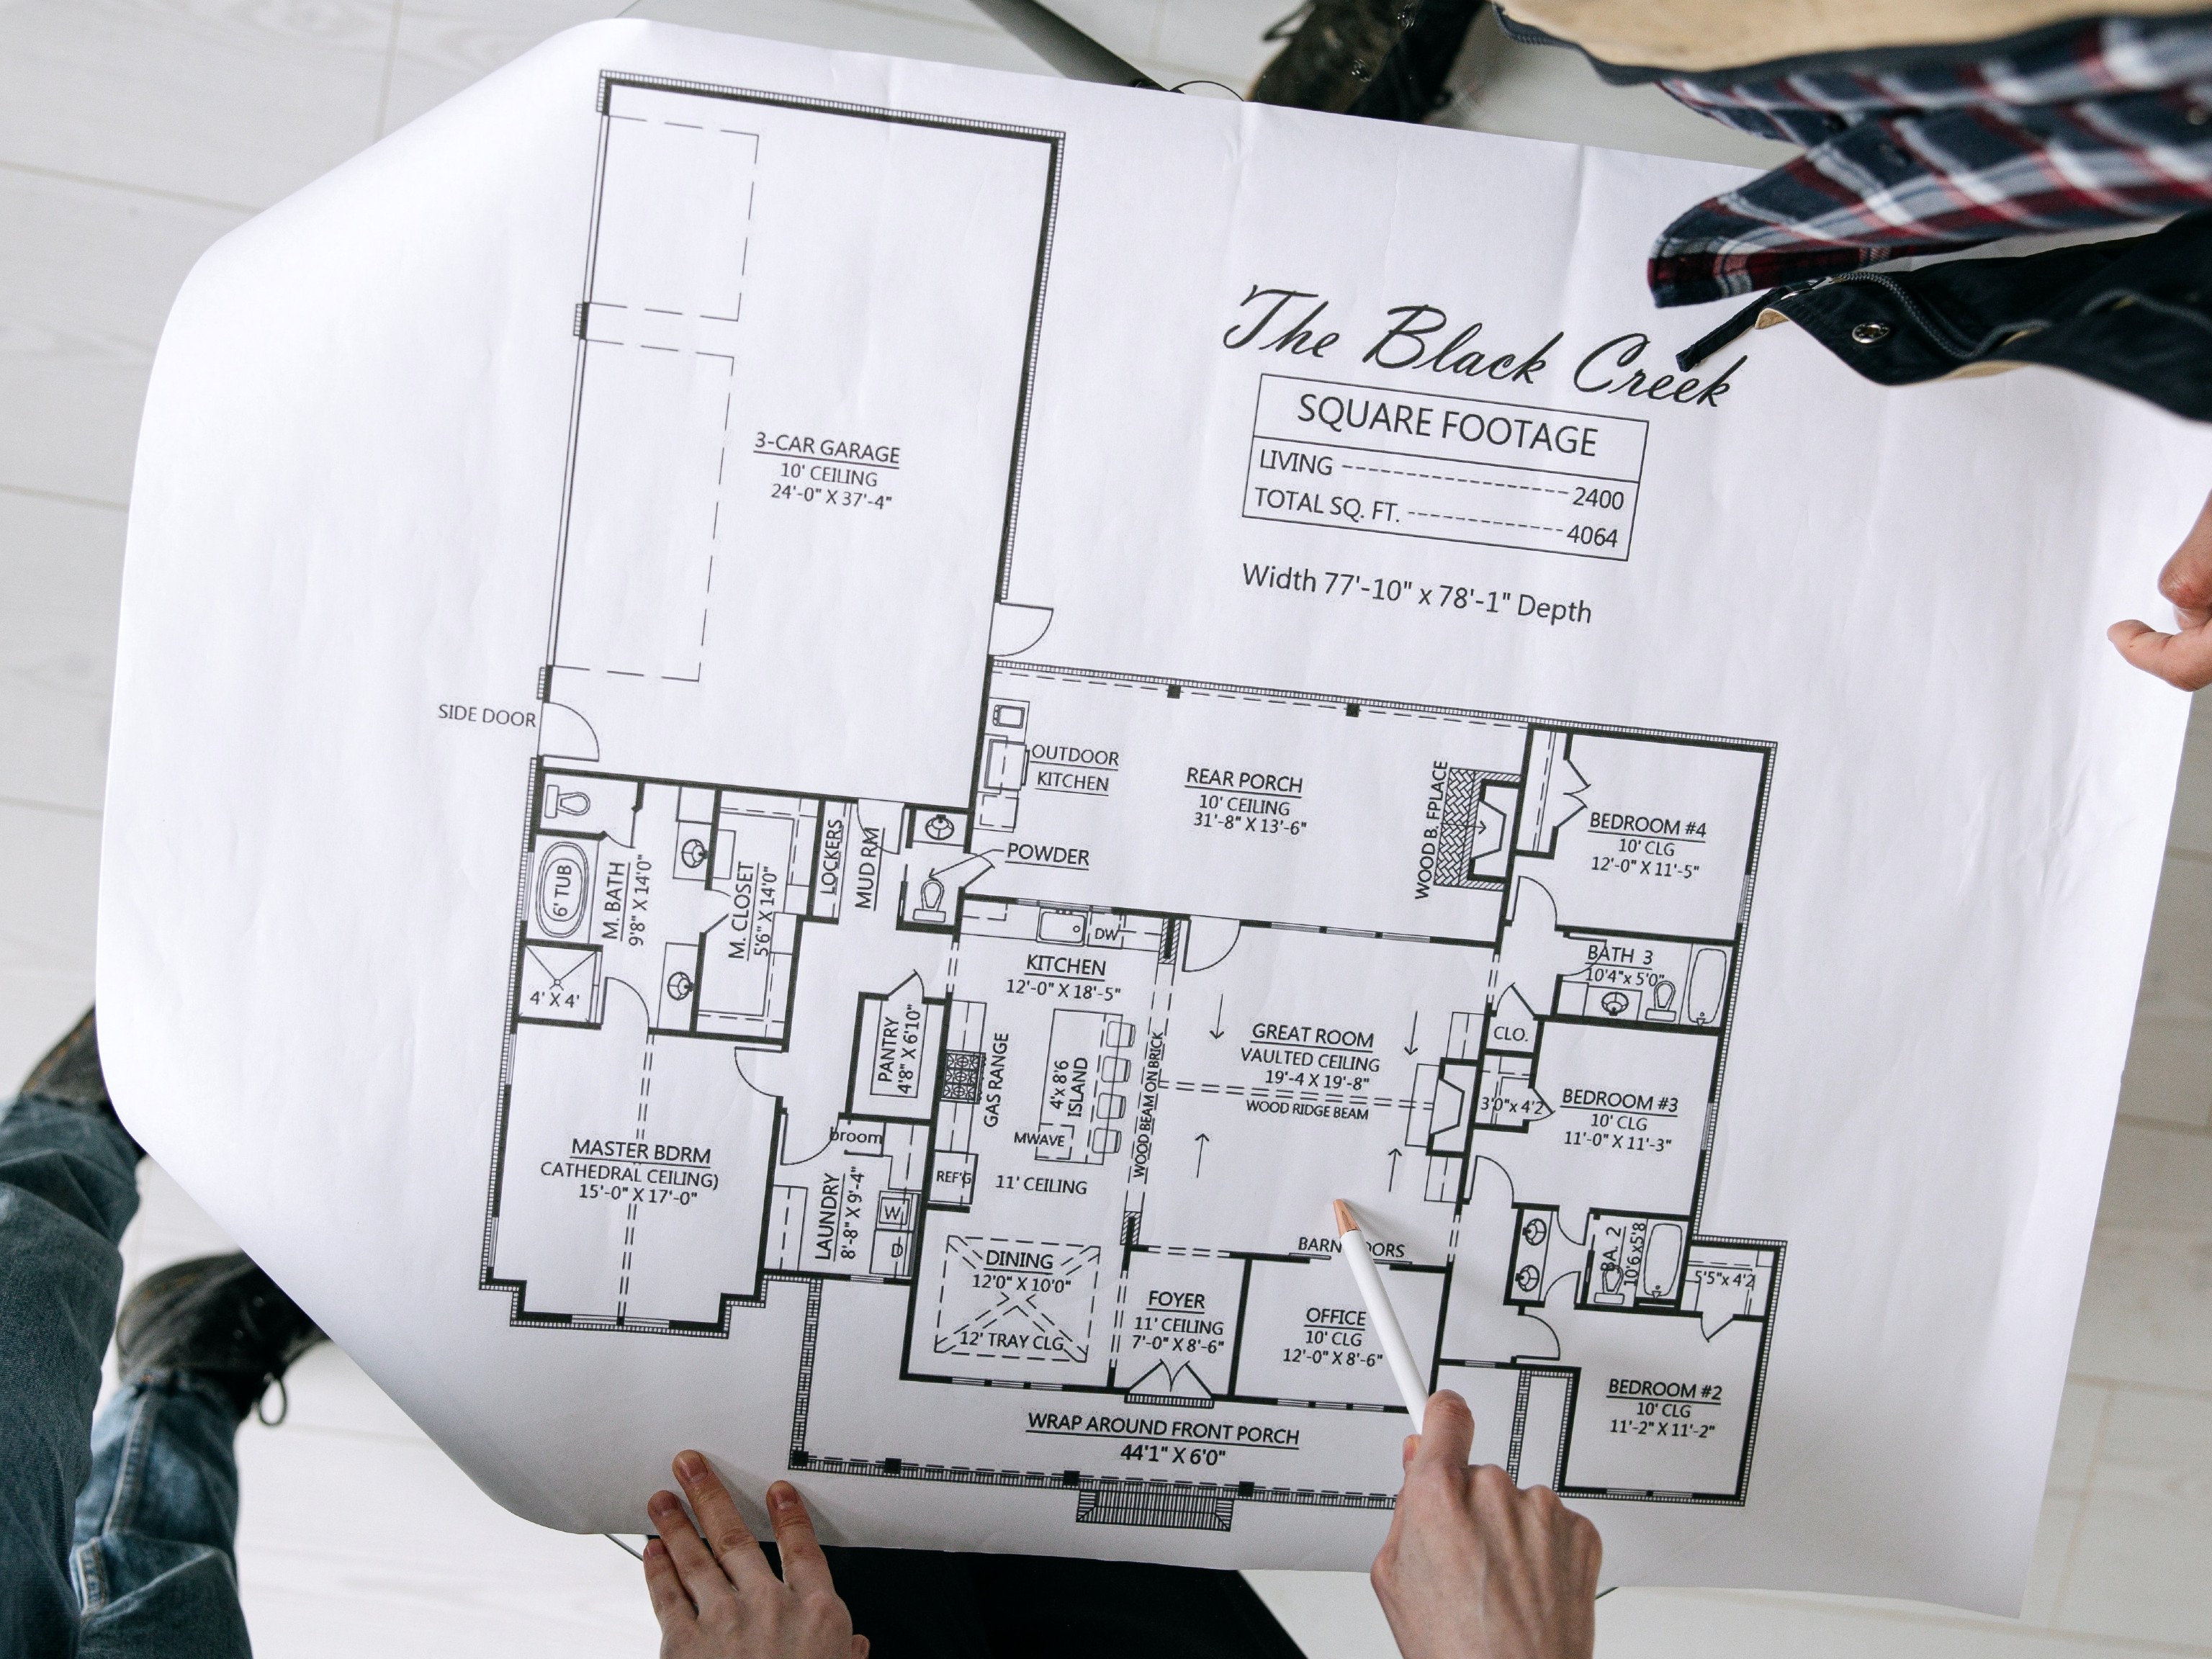 The Black Creek
SQUARE FOOTAGE
LIVING ---------------------- 2400
TOTAL SQ. FT. --------------- 4064
Width 77'-10" x 78'-1" Depth
3-CAR GARAGE
10' CEILING
24'-0" X 37'-4"
SIDE DOOR
OUTDOOR
KITCHEN
REAR PORCH
10' CEILING
31'-8" X 13'-6"
WOOD B. FPLACE
BEDROOM #4
10' CLG
12'-0" X 11'-5"
6' TUB
M. BATH
9'8" X 14'0"
M. CLOSET
5'6" X 14'0"
LOCKERS
MUD RM
POWDER
4' X 4'
KITCHEN
12'-0" X 18'-5"
DW
BATH 3
10'4"x 5'0"
CLO.
PANTRY
4'8" X 6'10"
GAS RANGE
4'x 8'6
ISLAND
MWAVE
REF'G
11' CEILING
WOOD BEAM ON BRICK
GREAT ROOM
VAULTED CEILING
19'-4 X 19'-8"
WOOD RIDGE BEAM
3'0"x 4'2
BEDROOM #3
10' CLG
11'-0" X 11'-3"
MASTER BDRM
CATHEDRAL CEILING)
15'-0" X 17'-0"
broom
LAUNDRY
8'-8" X 9'-4"
W
D
DINING
12'0" X 10'0"
12' TRAY CLG
FOYER
11' CEILING
7'-0" X 8'-6"
OFFICE
10' CLG
12'-0" X 8'-6"
BA. 2
10'6x5'8
5'5"x 4'2
BEDROOM #2
10' CLG
11'-2" X 11'-2"
WRAP AROUND FRONT PORCH
44'1" X 6'0"